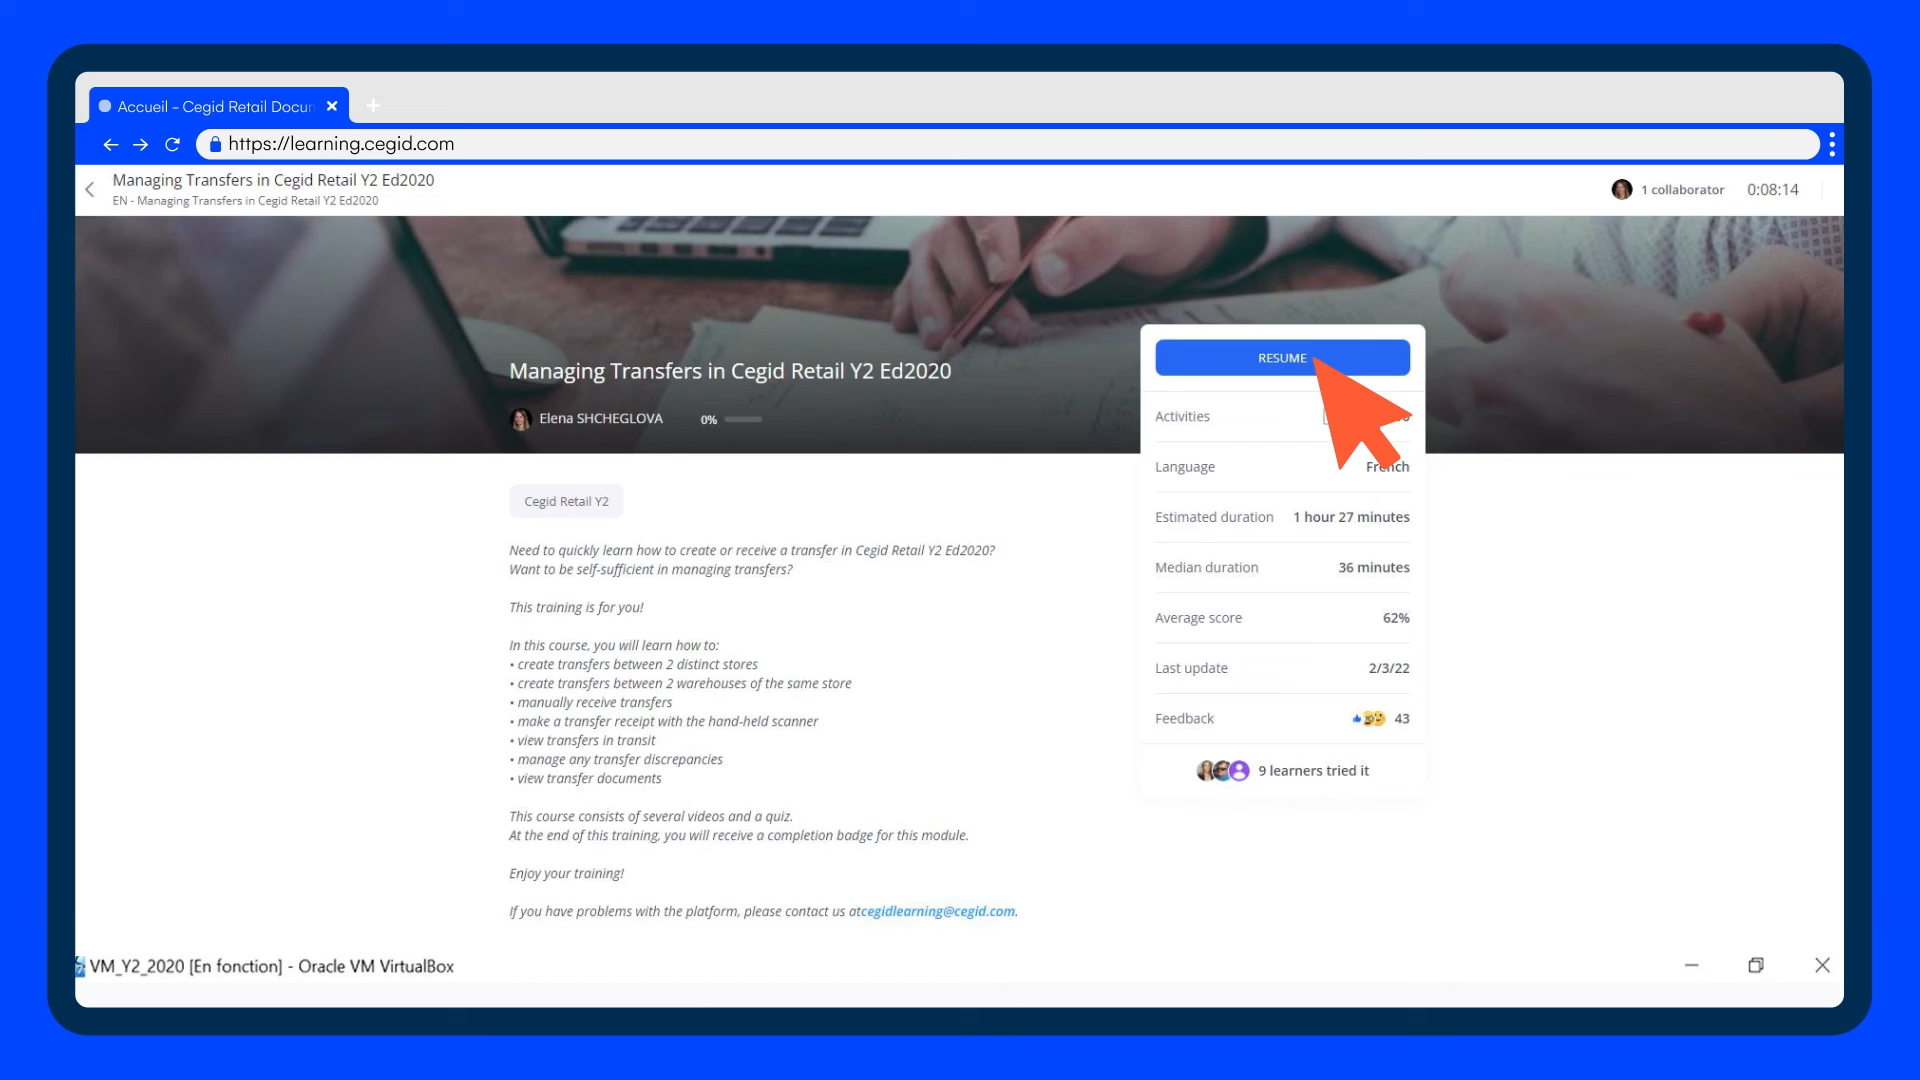 Accueil - Cegid Retail Docun
https://learning.cegid.com
Managing Transfers in Cegid Retail Y2 Ed2020
EN - Managing Transfers in Cegid Retail Y2 Ed2020
1 collaborator
0:08:14
Managing Transfers in Cegid Retail Y2 Ed2020
Elena SHCHEGLOVA
0%
RESUME
Activities
Language French
Estimated duration 1 hour 27 minutes
Median duration 36 minutes
Average score 62%
Last update 2/3/22
Feedback 43
9 learners tried it
Cegid Retail Y2
Need to quickly learn how to create or receive a transfer in Cegid Retail Y2 Ed2020?
Want to be self-sufficient in managing transfers?
This training is for you!
In this course, you will learn how to:
• create transfers between 2 distinct stores
• create transfers between 2 warehouses of the same store
• manually receive transfers
• make a transfer receipt with the hand-held scanner
• view transfers in transit
• manage any transfer discrepancies
• view transfer documents
This course consists of several videos and a quiz.
At the end of this training, you will receive a completion badge for this module.
Enjoy your training!
If you have problems with the platform, please contact us atcegidlearning@cegid.com.
VM_Y2_2020 [En fonction] - Oracle VM VirtualBox